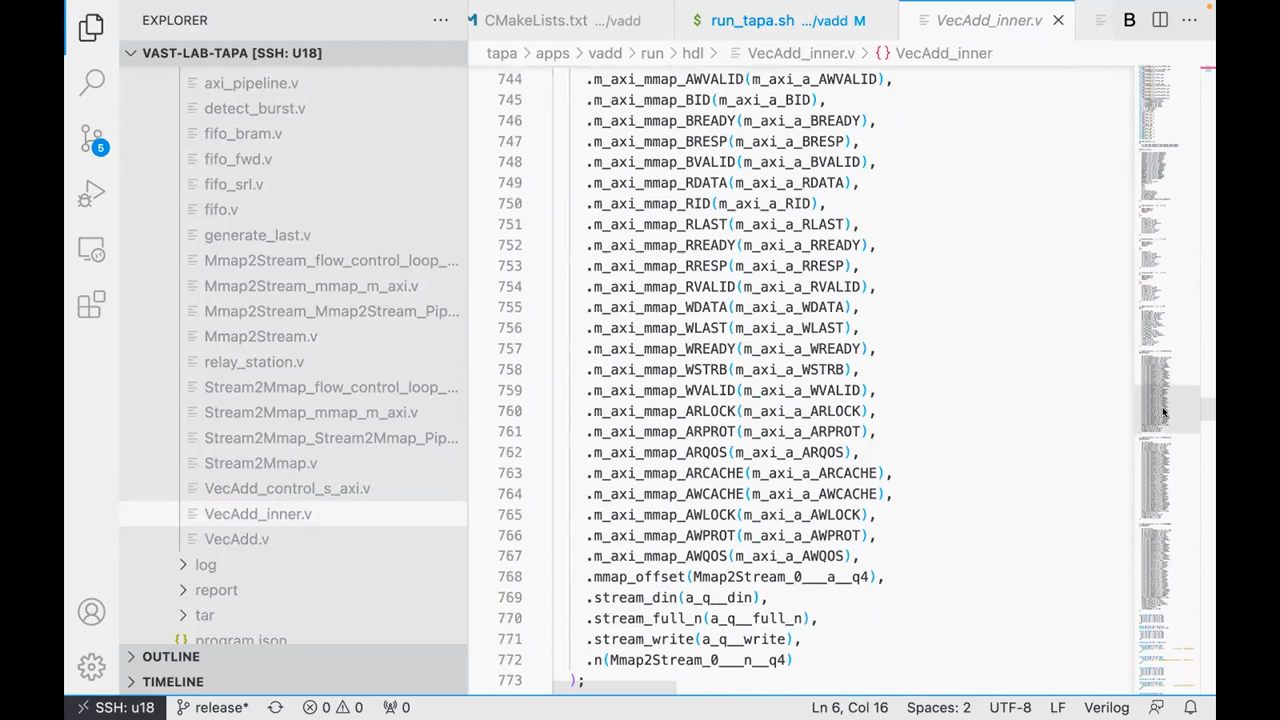 EXPLORER
VAST-LAB-TAPA [SSH: U18]
axi_pipeline.v
detect_burst.v
fifo_bram.v
fifo_fwd.v
fifo_srl.v
fifo.v
generate_last.v
Mmap2Stream_flow_control_loop_...
Mmap2Stream_mmap_m_axi.v
Mmap2Stream_Mmap2Stream_Pip...
Mmap2Stream.v
relay_station.v
Stream2Mmap_flow_control_loop_...
Stream2Mmap_mmap_m_axi.v
Stream2Mmap_Stream2Mmap_Pip...
Stream2Mmap.v
VecAdd_control_s_axi.v
VecAdd_inner.v
VecAdd.v
log
report
tar
program.json
OUTLINE
TIMELINE
CMakeLists.txt .../vadd
$ run_tapa.sh .../vadd M
VecAdd_inner.v
B
tapa > apps > vadd > run > hdl > VecAdd_inner.v > {} VecAdd_inner
744 .m_axi_mmap_AWVALID(m_axi_a_AWVALID),
745 .m_axi_mmap_BID(m_axi_a_BID),
746 .m_axi_mmap_BREADY(m_axi_a_BREADY),
747 .m_axi_mmap_BRESP(m_axi_a_BRESP),
748 .m_axi_mmap_BVALID(m_axi_a_BVALID),
749 .m_axi_mmap_RDATA(m_axi_a_RDATA),
750 .m_axi_mmap_RID(m_axi_a_RID),
751 .m_axi_mmap_RLAST(m_axi_a_RLAST),
752 .m_axi_mmap_RREADY(m_axi_a_RREADY),
753 .m_axi_mmap_RRESP(m_axi_a_RRESP),
754 .m_axi_mmap_RVALID(m_axi_a_RVALID),
755 .m_axi_mmap_WDATA(m_axi_a_WDATA),
756 .m_axi_mmap_WLAST(m_axi_a_WLAST),
757 .m_axi_mmap_WREADY(m_axi_a_WREADY),
758 .m_axi_mmap_WSTRB(m_axi_a_WSTRB),
759 .m_axi_mmap_WVALID(m_axi_a_WVALID),
760 .m_axi_mmap_ARLOCK(m_axi_a_ARLOCK),
761 .m_axi_mmap_ARPROT(m_axi_a_ARPROT),
762 .m_axi_mmap_ARQOS(m_axi_a_ARQOS),
763 .m_axi_mmap_ARCACHE(m_axi_a_ARCACHE),
764 .m_axi_mmap_AWCACHE(m_axi_a_AWCACHE),
765 .m_axi_mmap_AWLOCK(m_axi_a_AWLOCK),
766 .m_axi_mmap_AWPROT(m_axi_a_AWPROT),
767 .m_axi_mmap_AWQOS(m_axi_a_AWQOS),
768 .mmap_offset(Mmap2Stream_0___a__q4),
769 .stream_din(a_q__din),
770 .stream_full_n(a_q__full_n),
771 .stream_write(a_q__write),
772 .n(Mmap2Stream_0___n__q4)
773 );
5
SSH: u18
release*
0
0
0
Ln 6, Col 16
Spaces: 2
UTF-8
LF
Verilog